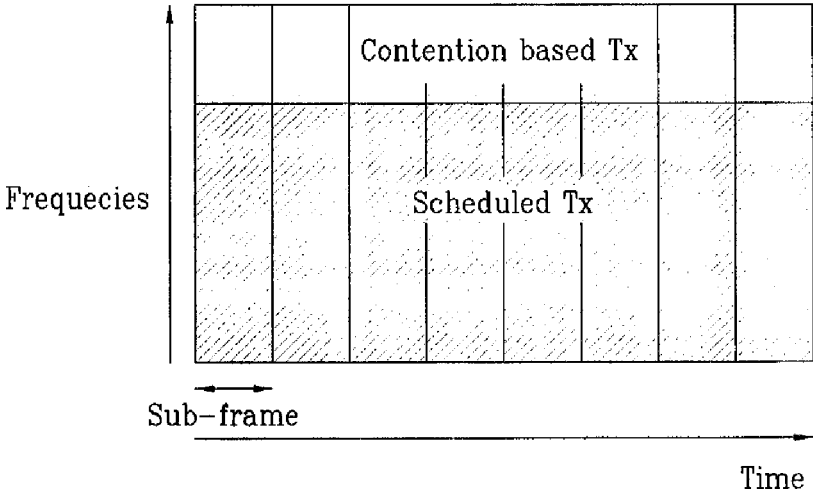 Contention based Tx
Frequecies
Scheduled Tx
Sub-frame
Time